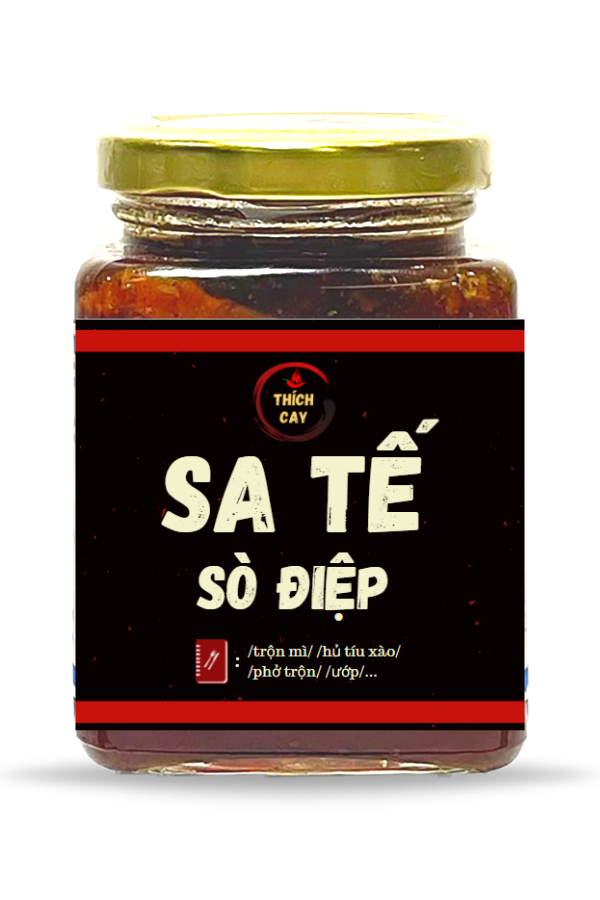 THÍCH
CAY
SA TẾ
SÒ ĐIỆP
: /trộn mì/ /hủ tíu xào/
/phở trộn/ /ướp/...